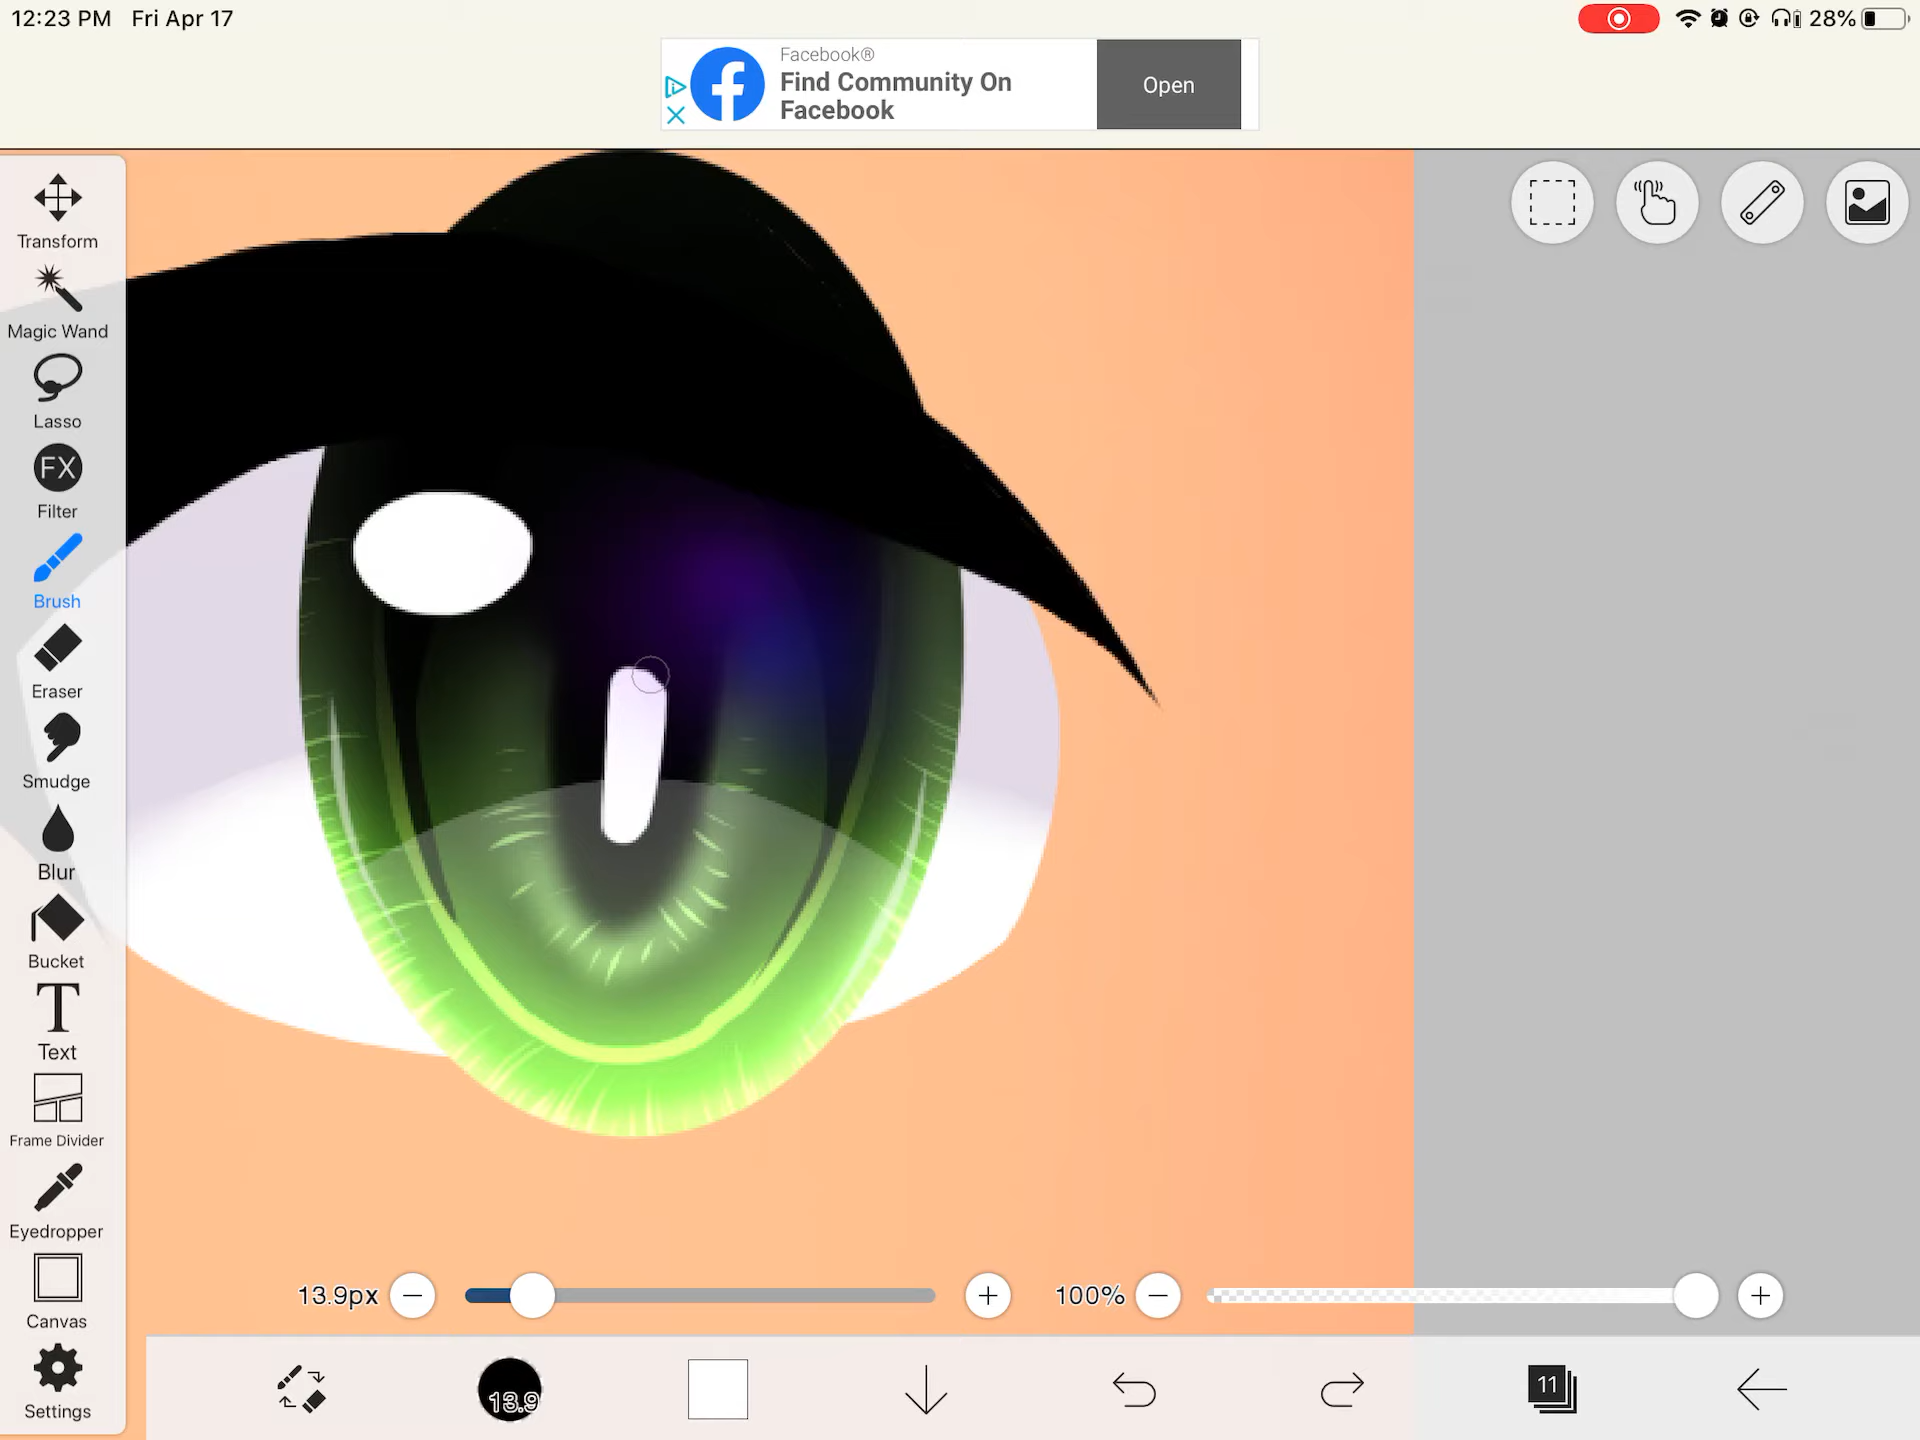 12:23 PM Fri Apr 17
28%
Facebook®
Find Community On
Facebook
Open
Transform
Magic Wand
Lasso
FX
Filter
Brush
Eraser
Smudge
Blur
Bucket
T
Text
Frame Divider
Eyedropper
Canvas
Settings
13.9px
100%
13.9
11